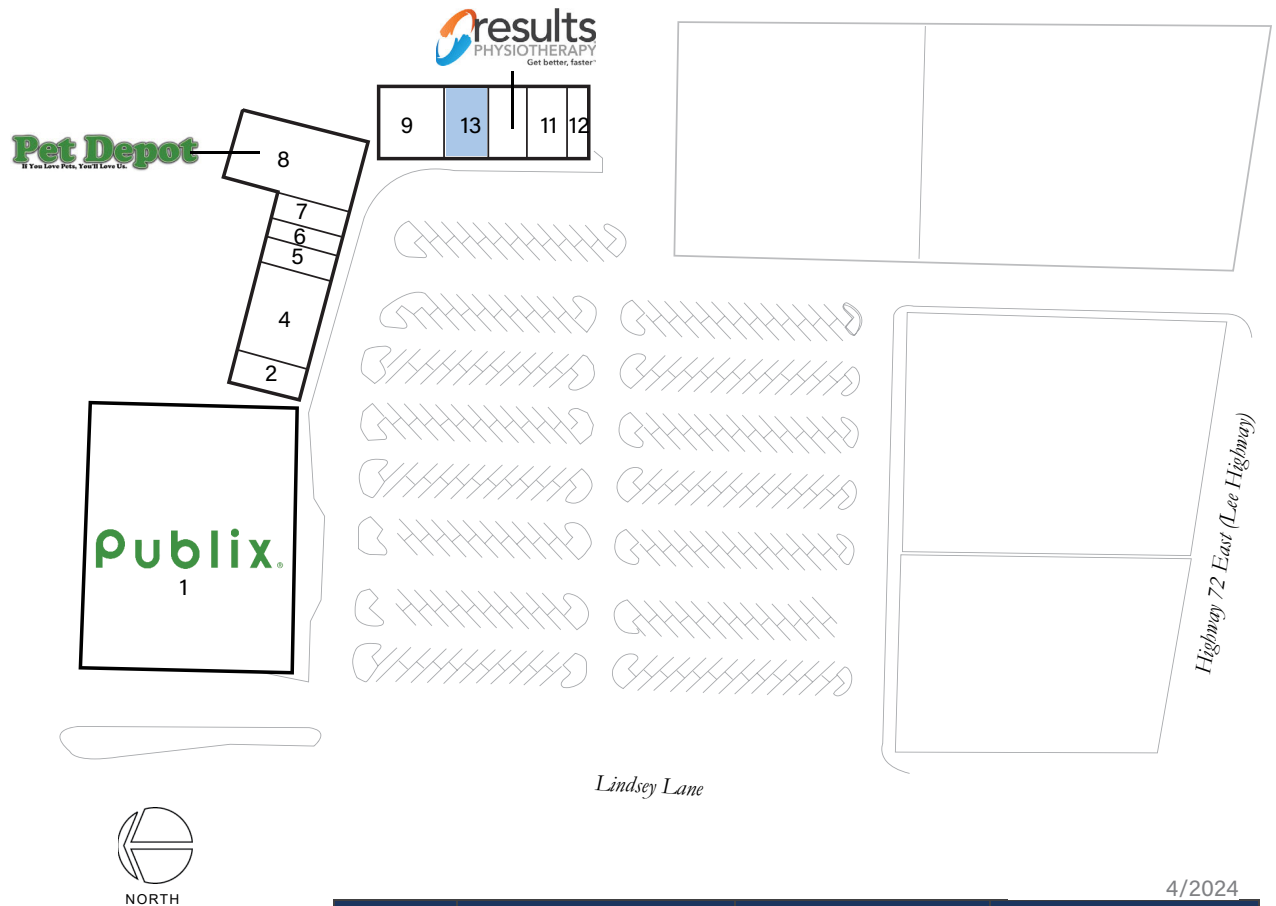 results
PHYSIOTHERAPY
Get better, faster™
9
13
11
12
Pet Depot
If You Love Pets, You'll Love Us.
8
7
6
5
4
2
Publix®
1
Highway 72 East (Lee Highway)
Lindsey Lane
NORTH
4/2024